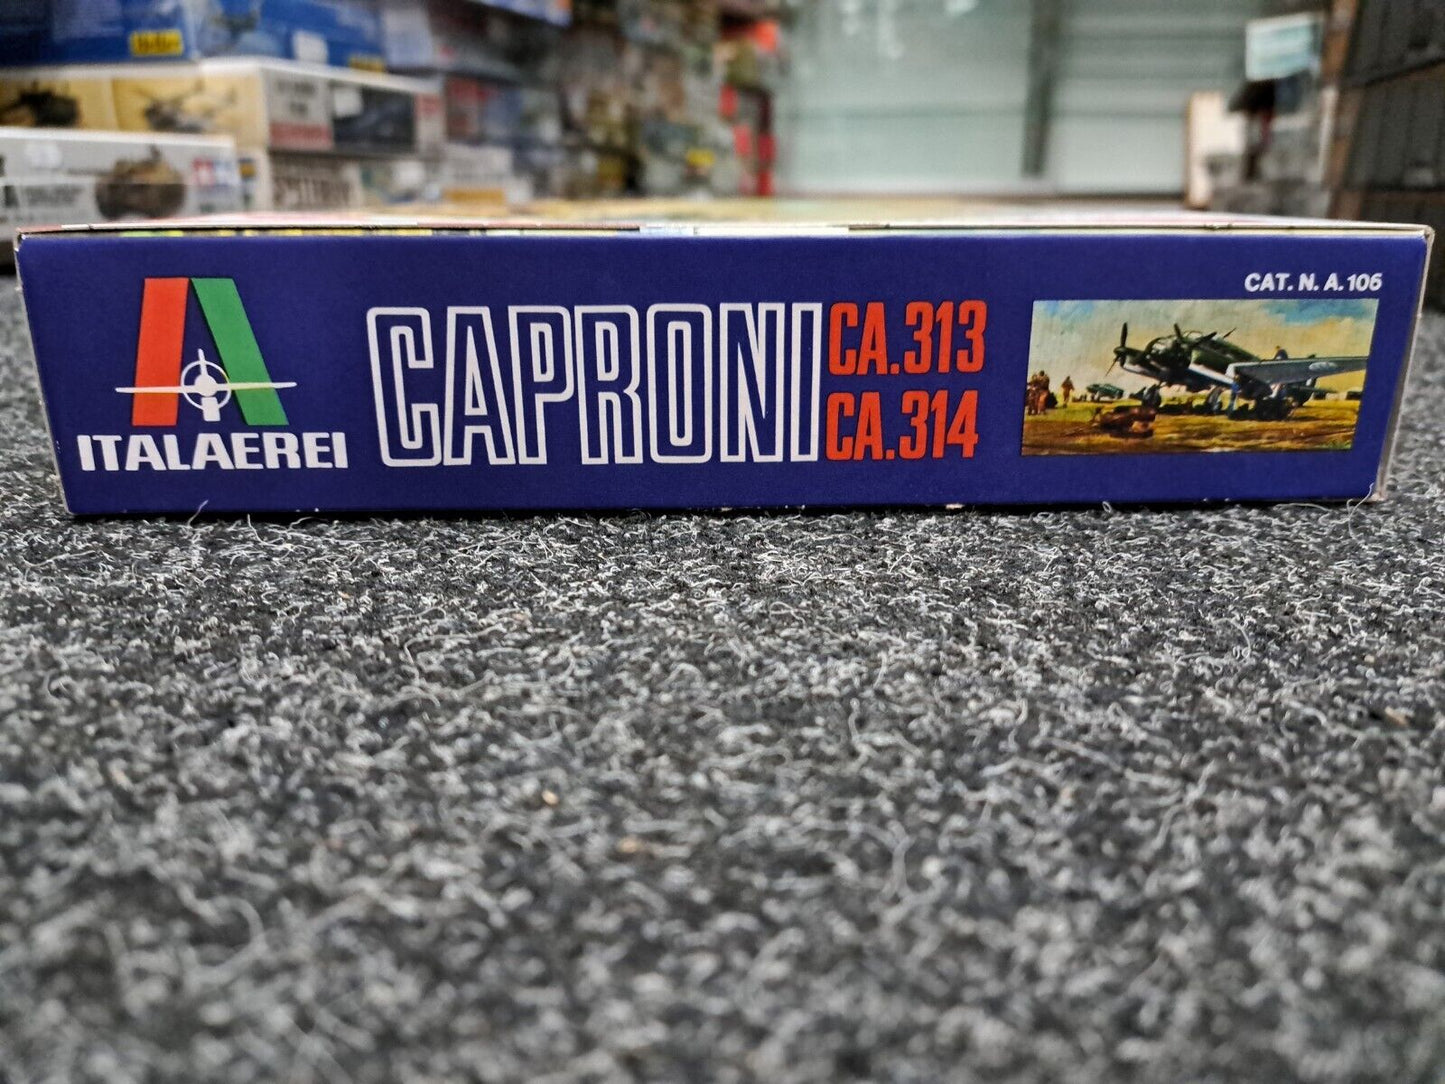 ITALAEREI
CAPRONI
CA.313
CA.314
CAT. N. A.106